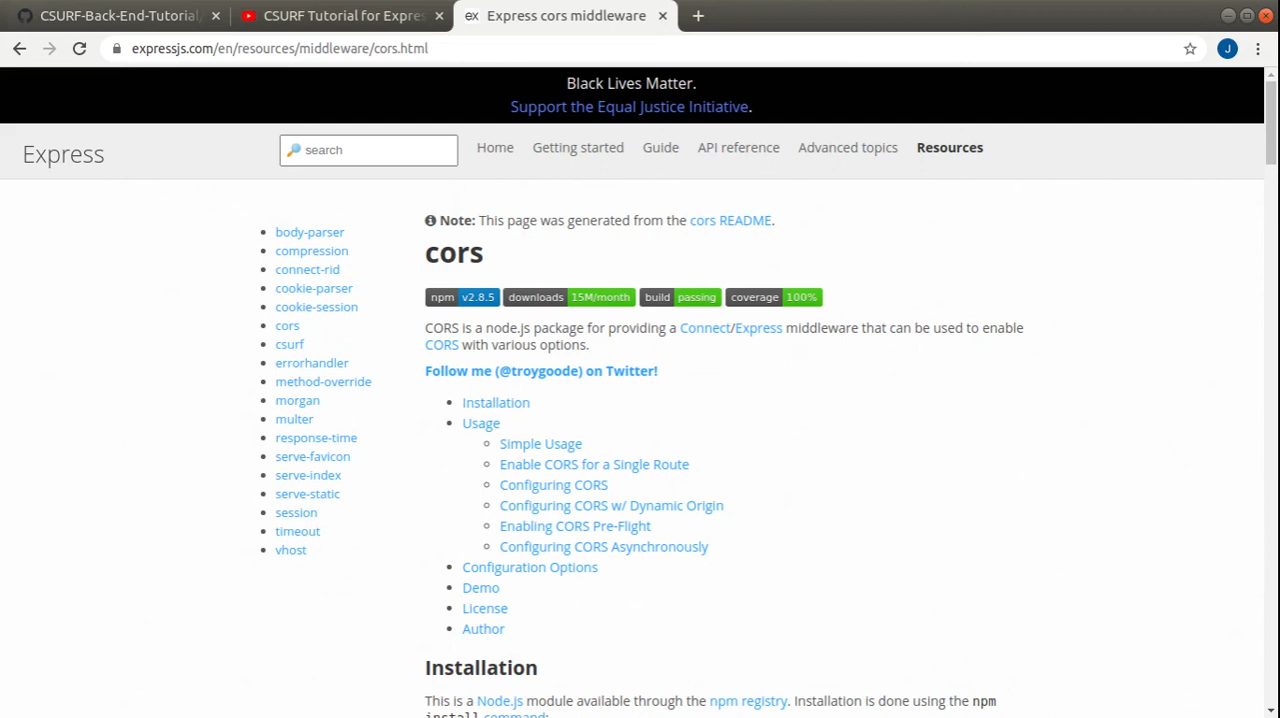 CSURF-Back-End-Tutorial/
CSURF Tutorial for Expres
ex Express cors middleware
expressjs.com/en/resources/middleware/cors.html
J
Black Lives Matter.
Support the Equal Justice Initiative.
Express
search
Home
Getting started
Guide
API reference
Advanced topics
Resources
body-parser
compression
connect-rid
cookie-parser
cookie-session
cors
csurf
errorhandler
method-override
morgan
multer
response-time
serve-favicon
serve-index
serve-static
session
timeout
vhost
Note: This page was generated from the cors README.
cors
npm v2.8.5 downloads 15M/month build passing coverage 100%
CORS is a node.js package for providing a Connect/Express middleware that can be used to enable
CORS with various options.
Follow me (@troygoode) on Twitter!
Installation
Usage
Simple Usage
Enable CORS for a Single Route
Configuring CORS
Configuring CORS w/ Dynamic Origin
Enabling CORS Pre-Flight
Configuring CORS Asynchronously
Configuration Options
Demo
License
Author
Installation
This is a Node.js module available through the npm registry. Installation is done using the npm
install command: